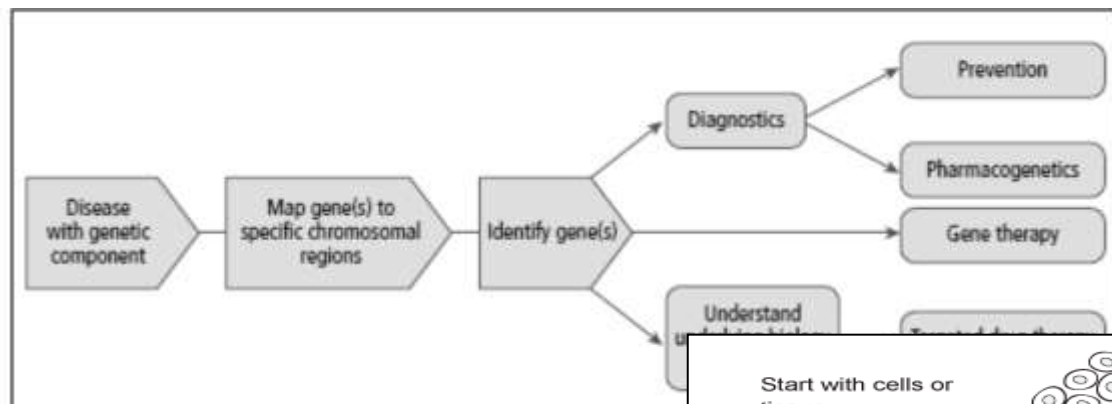 Disease
with genetic
component
Map gene(s) to
specific chromosomal
regions
Identify gene(s)
Diagnostics
Prevention
Pharmacogenetics
Gene therapy
Understand
Start with cells or